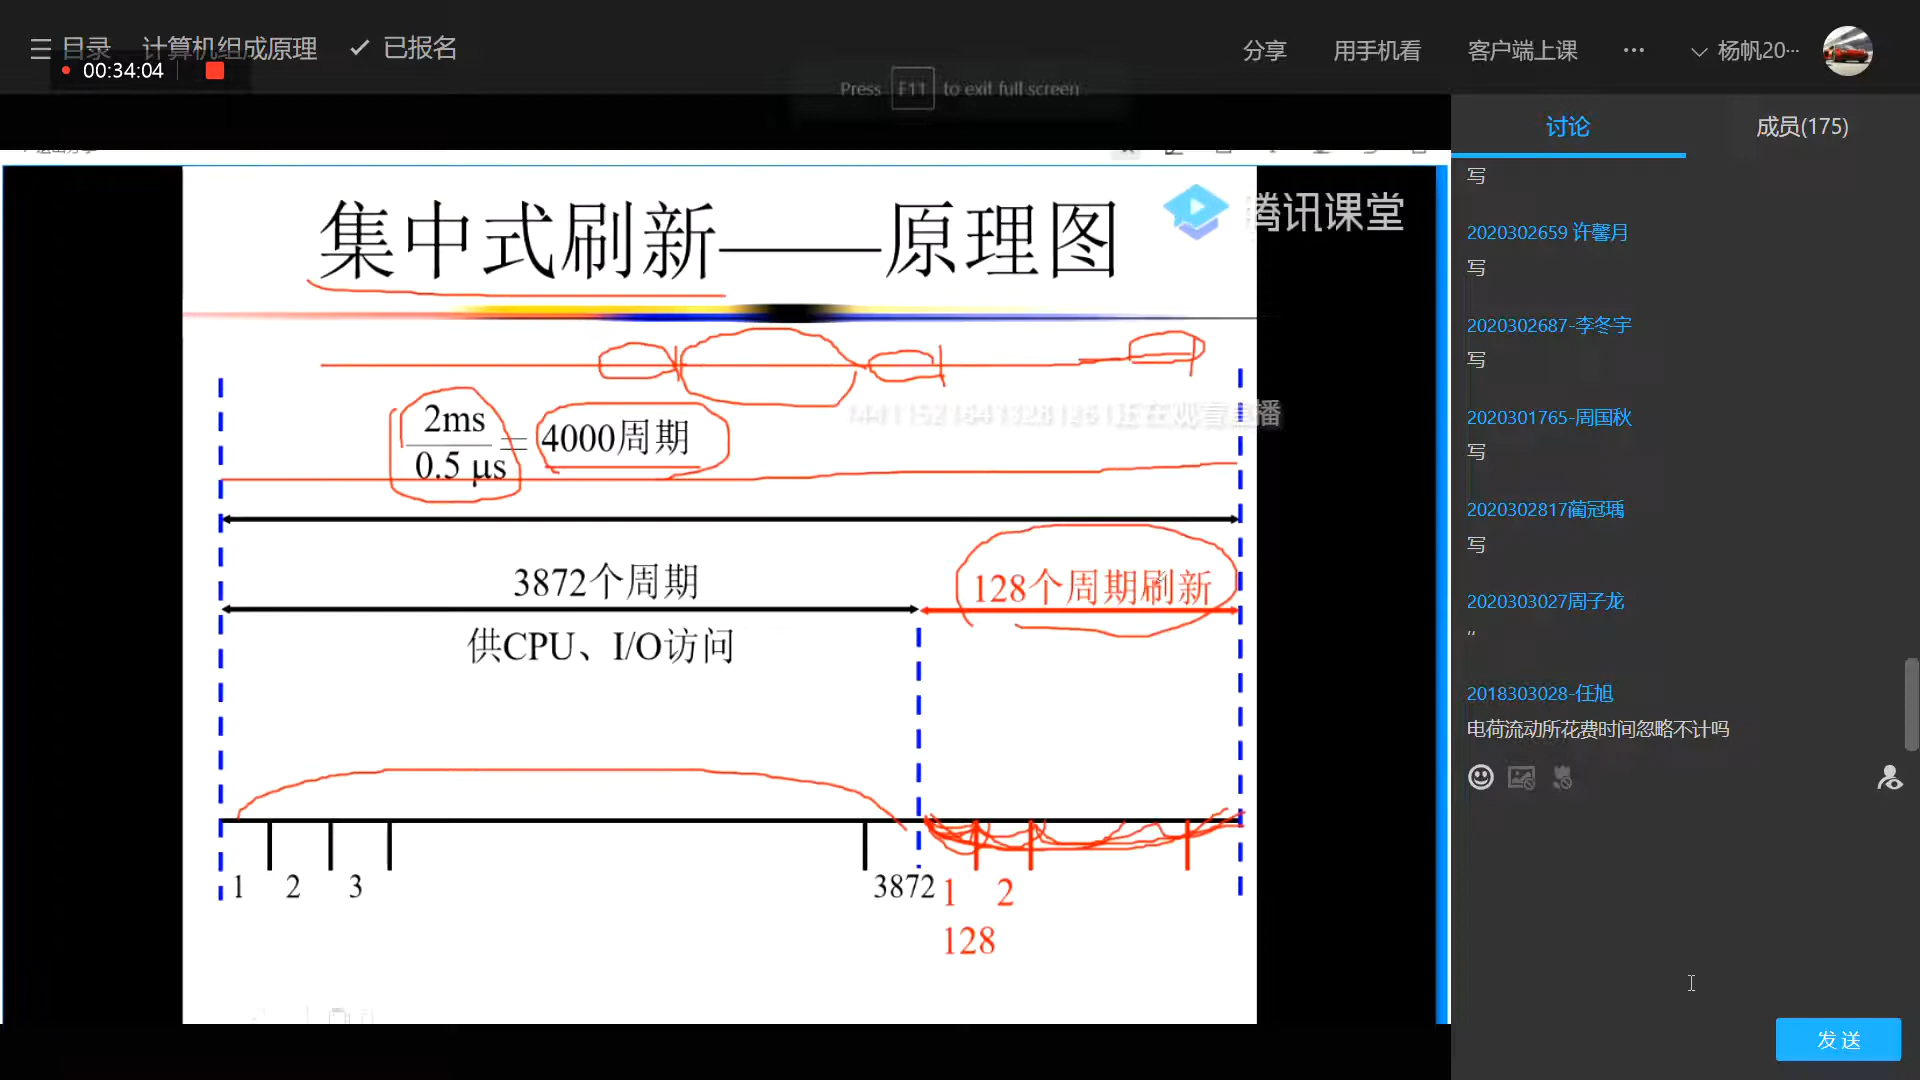 目录
计算机组成原理
已报名
00:34:04
Press F11 to exit full screen
分享
用手机看
客户端上课
···
杨帆20···
讨论
成员(175)
集中式刷新——原理图
腾讯课堂
2ms
0.5 μs
=
4000周期
正在观看直播
3872个周期
128个周期刷新
供CPU、I/O访问
1
2
3
3872
1
2
128
写
2020302659 许馨月
写
2020302687-李冬宇
写
2020301765-周国秋
写
2020302817蔺冠瑀
写
2020303027周子龙
“
2018303028-任旭
电荷流动所花费时间忽略不计吗
发送